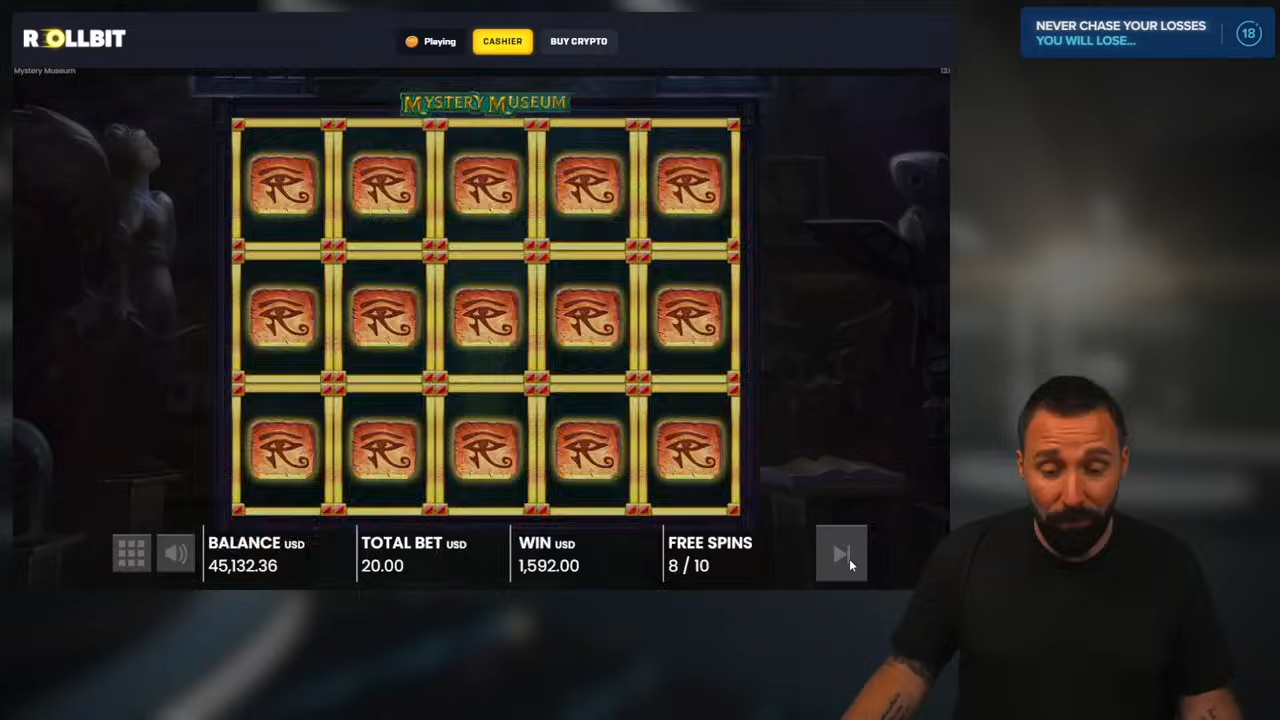 ROLLBIT
Playing
CASHIER
BUY CRYPTO
NEVER CHASE YOUR LOSSES
YOU WILL LOSE...
18
Mystery Museum
MYSTERY MUSEUM
BALANCE USD
45,132.36
TOTAL BET USD
20.00
WIN USD
1,592.00
FREE SPINS
8 / 10